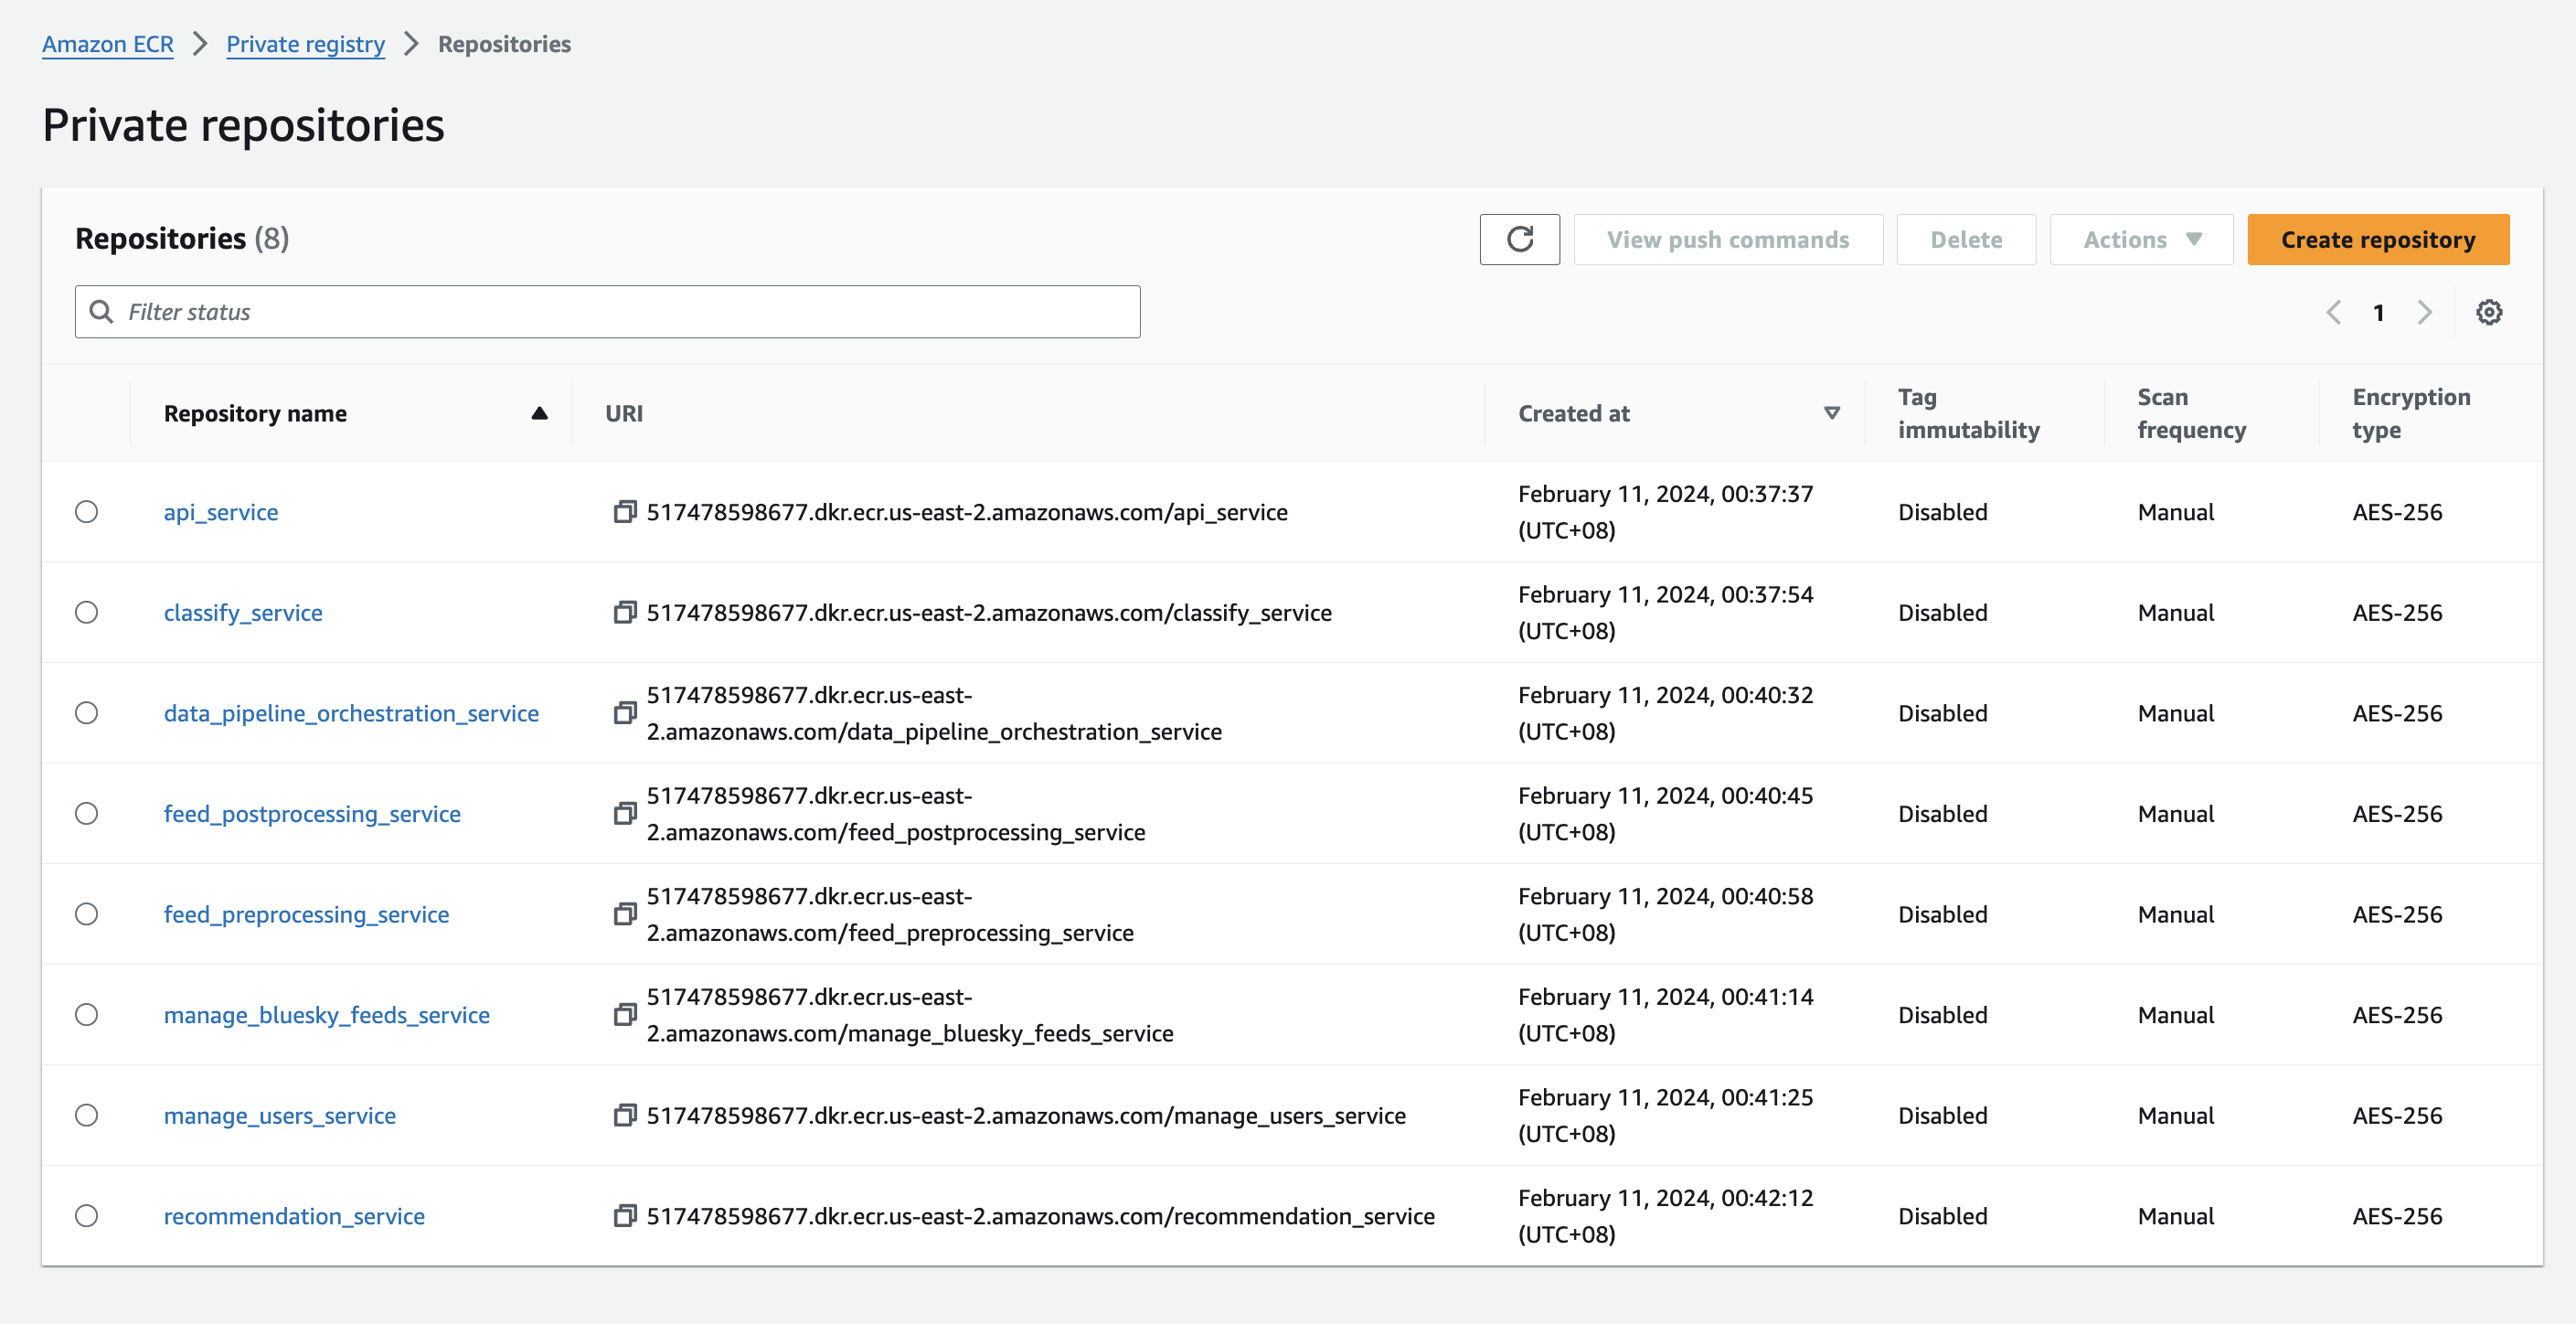 Amazon ECR > Private registry > Repositories
Private repositories
Repositories (8)
View push commands
Delete
Actions
Create repository
Filter status
1
Repository name
URI
Created at
Tag
immutability
Scan
frequency
Encryption
type
api_service
517478598677.dkr.ecr.us-east-2.amazonaws.com/api_service
February 11, 2024, 00:37:37
(UTC+08)
Disabled
Manual
AES-256
classify_service
517478598677.dkr.ecr.us-east-2.amazonaws.com/classify_service
February 11, 2024, 00:37:54
(UTC+08)
Disabled
Manual
AES-256
data_pipeline_orchestration_service
517478598677.dkr.ecr.us-east-
2.amazonaws.com/data_pipeline_orchestration_service
February 11, 2024, 00:40:32
(UTC+08)
Disabled
Manual
AES-256
feed_postprocessing_service
517478598677.dkr.ecr.us-east-
2.amazonaws.com/feed_postprocessing_service
February 11, 2024, 00:40:45
(UTC+08)
Disabled
Manual
AES-256
feed_preprocessing_service
517478598677.dkr.ecr.us-east-
2.amazonaws.com/feed_preprocessing_service
February 11, 2024, 00:40:58
(UTC+08)
Disabled
Manual
AES-256
manage_bluesky_feeds_service
517478598677.dkr.ecr.us-east-
2.amazonaws.com/manage_bluesky_feeds_service
February 11, 2024, 00:41:14
(UTC+08)
Disabled
Manual
AES-256
manage_users_service
517478598677.dkr.ecr.us-east-2.amazonaws.com/manage_users_service
February 11, 2024, 00:41:25
(UTC+08)
Disabled
Manual
AES-256
recommendation_service
517478598677.dkr.ecr.us-east-2.amazonaws.com/recommendation_service
February 11, 2024, 00:42:12
(UTC+08)
Disabled
Manual
AES-256